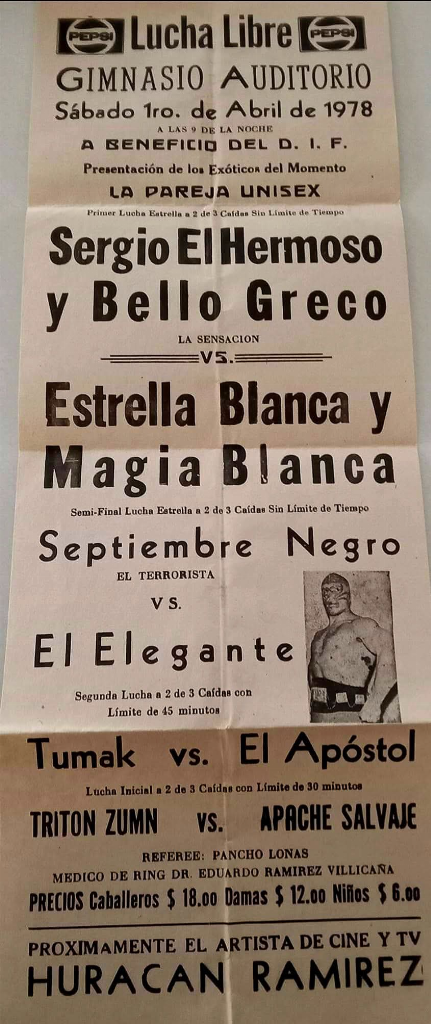 PEPSI Lucha Libre PEPSI
GIMNASIO AUDITORIO
Sábado 1ro. de Abril de 1978
A LAS 9 DE LA NOCHE
A BENEFICIO DEL D. I. F.
Presentación de los Exóticos del Momento
LA PAREJA UNISEX
Primer Lucha Estrella a 2 de 3 Caídas Sin Límite de Tiempo
Sergio El Hermoso
y Bello Greco
LA SENSACION
VS.
Estrella Blanca y
Magia Blanca
Semi-Final Lucha Estrella a 2 de 3 Caídas Sin Límite de Tiempo
Septiembre Negro
EL TERRORISTA
VS.
El Elegante
Segunda Lucha a 2 de 3 Caídas con
Límite de 45 minutos
Tumak vs. El Apóstol
Lucha Inicial a 2 de 3 Caídas con Límite de 30 minutos
TRITON ZUMN vs. APACHE SALVAJE
REFEREE: PANCHO LONAS
MEDICO DE RING DR. EDUARDO RAMIREZ VILLICAÑA
PRECIOS Caballeros $ 18.00 Damas $ 12.00 Niños $ 6.00
PROXIMAMENTE EL ARTISTA DE CINE Y TV
HURACAN RAMIREZ